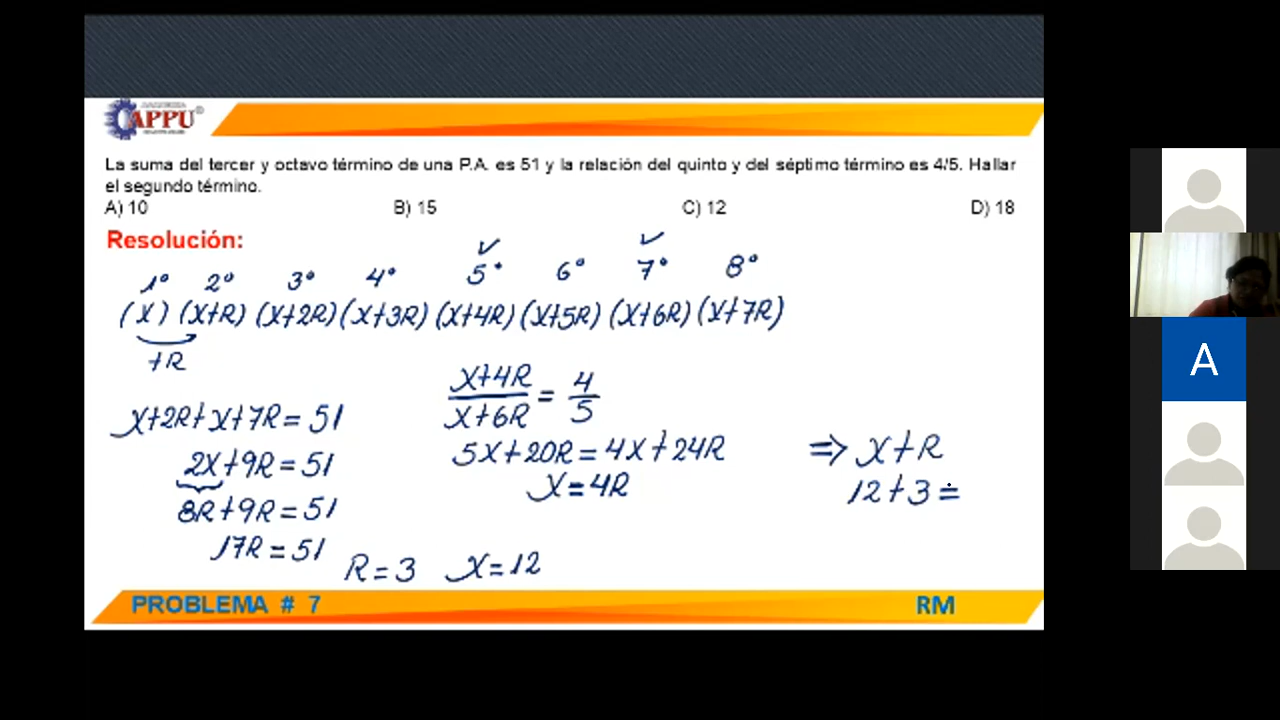 APPU®
La suma del tercer y octavo término de una P.A. es 51 y la relación del quinto y del séptimo término es 4/5. Hallar
el segundo término.
A) 10 B) 15 C) 12 D) 18
Resolución:
1° 2° 3° 4° 5° 6° 7° 8°
(x) (x+R) (x+2R) (x+3R) (x+4R) (x+5R) (x+6R) (x+7R)
+R
x+2R+x+7R = 51
2x+9R = 51
8R+9R = 51
17R = 51
R = 3 x = 12
x+4R / x+6R = 4/5
5x+20R = 4x+24R
x = 4R
⇒ x+R
12+3 =
PROBLEMA # 7 RM
A